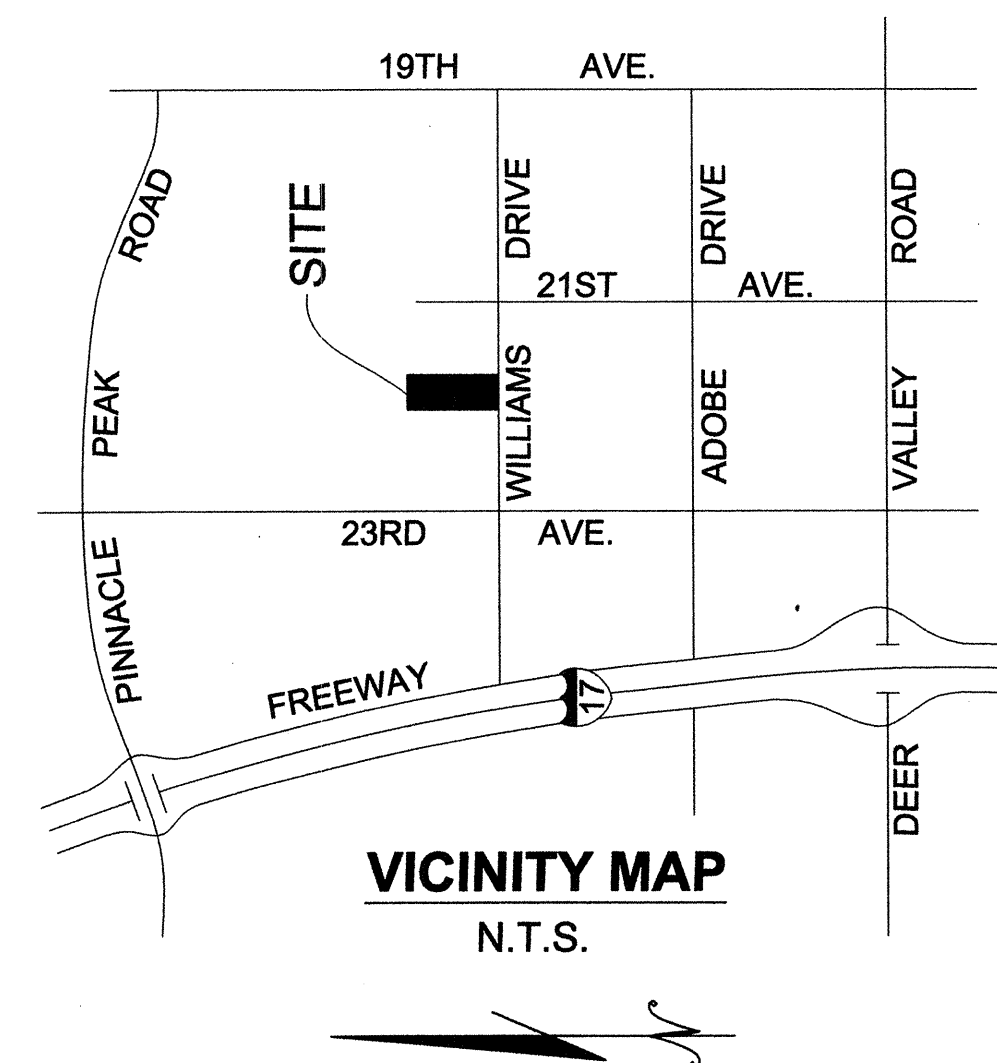 19TH AVE.
PINNACLE PEAK ROAD
SITE
WILLIAMS DRIVE
ADOBE DRIVE
DEER VALLEY ROAD
21ST AVE.
23RD AVE.
FREEWAY
17
VICINITY MAP
N.T.S.